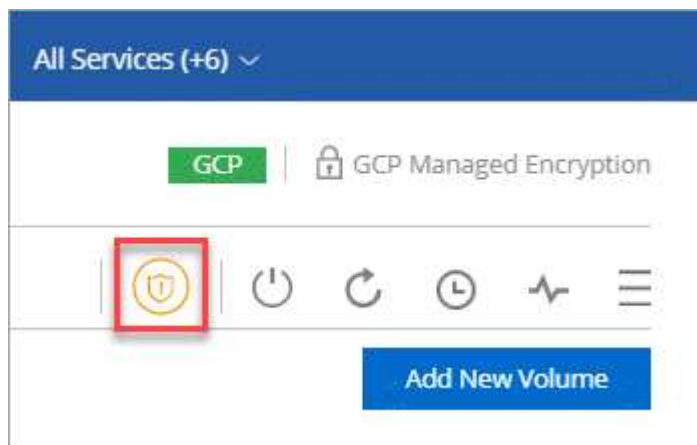 All Services (+6)
GCP
GCP Managed Encryption
Add New Volume